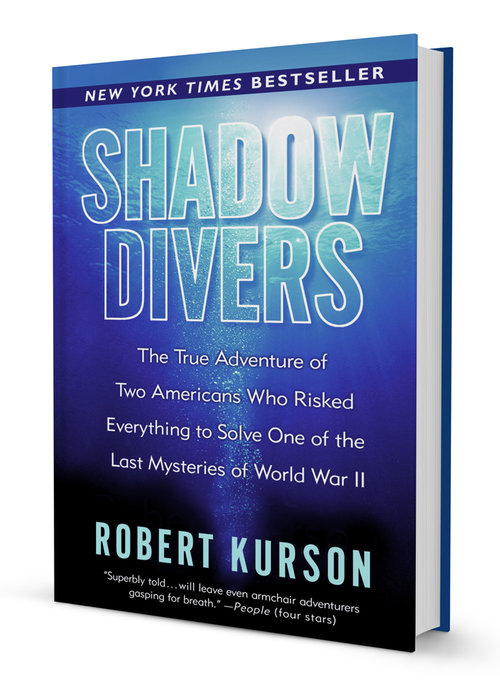 NEW YORK TIMES BESTSELLER
SHADOW
DIVERS
The True Adventure of
Two Americans Who Risked
Everything to Solve One of the
Last Mysteries of World War II
ROBERT KURSON
“Superbly told...will leave even armchair adventurers
gasping for breath.” —People (four stars)